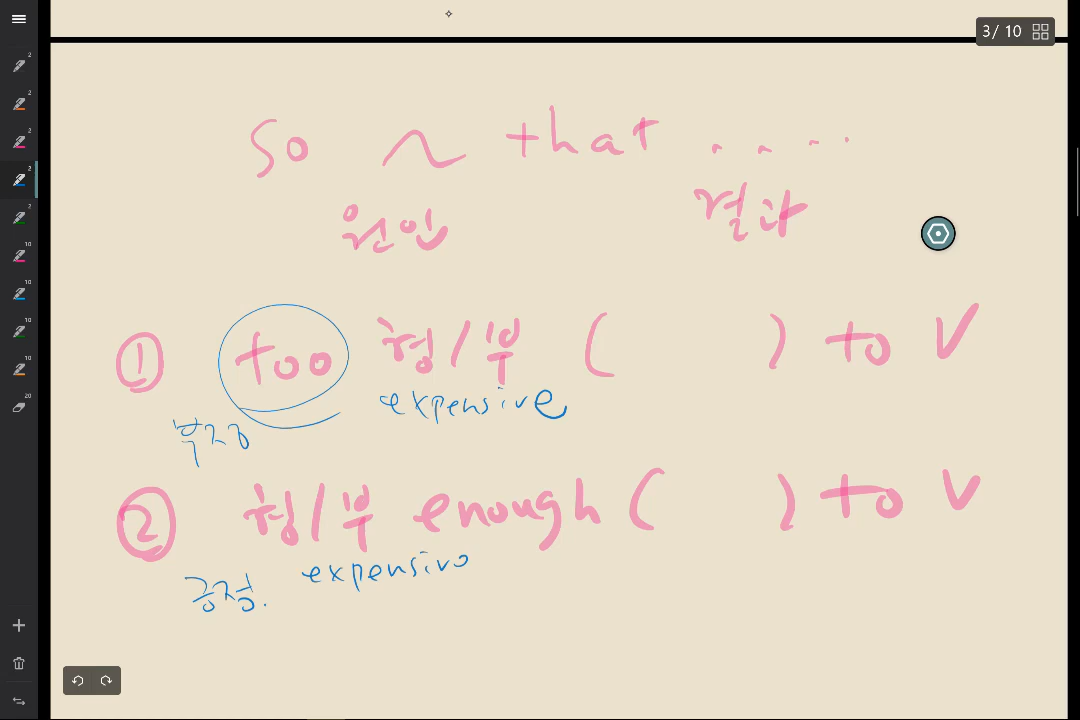 3/ 10
So ~ that ....
원인 결과
① too 형/부 ( ) to V
부정 expensive
② 형/부 enough ( ) to V
긍정. expensive